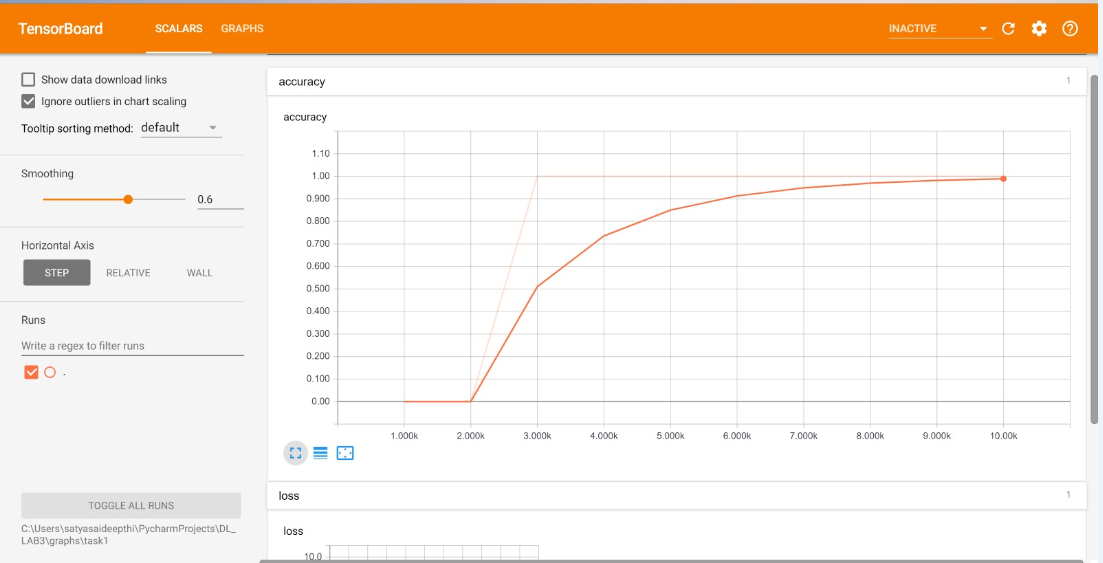 TensorBoard SCALARS GRAPHS INACTIVE
Show data download links
Ignore outliers in chart scaling
Tooltip sorting method: default
Smoothing
0.6
Horizontal Axis
STEP RELATIVE WALL
Runs
Write a regex to filter runs
.
TOGGLE ALL RUNS
C:\Users\satyasaideepthi\PycharmProjects\DL_
LAB3\graphs\task1
accuracy 1
accuracy
1.10
1.00
0.900
0.800
0.700
0.600
0.500
0.400
0.300
0.200
0.100
0.00
1.000k 2.000k 3.000k 4.000k 5.000k 6.000k 7.000k 8.000k 9.000k 10.00k
loss 1
loss
10.0